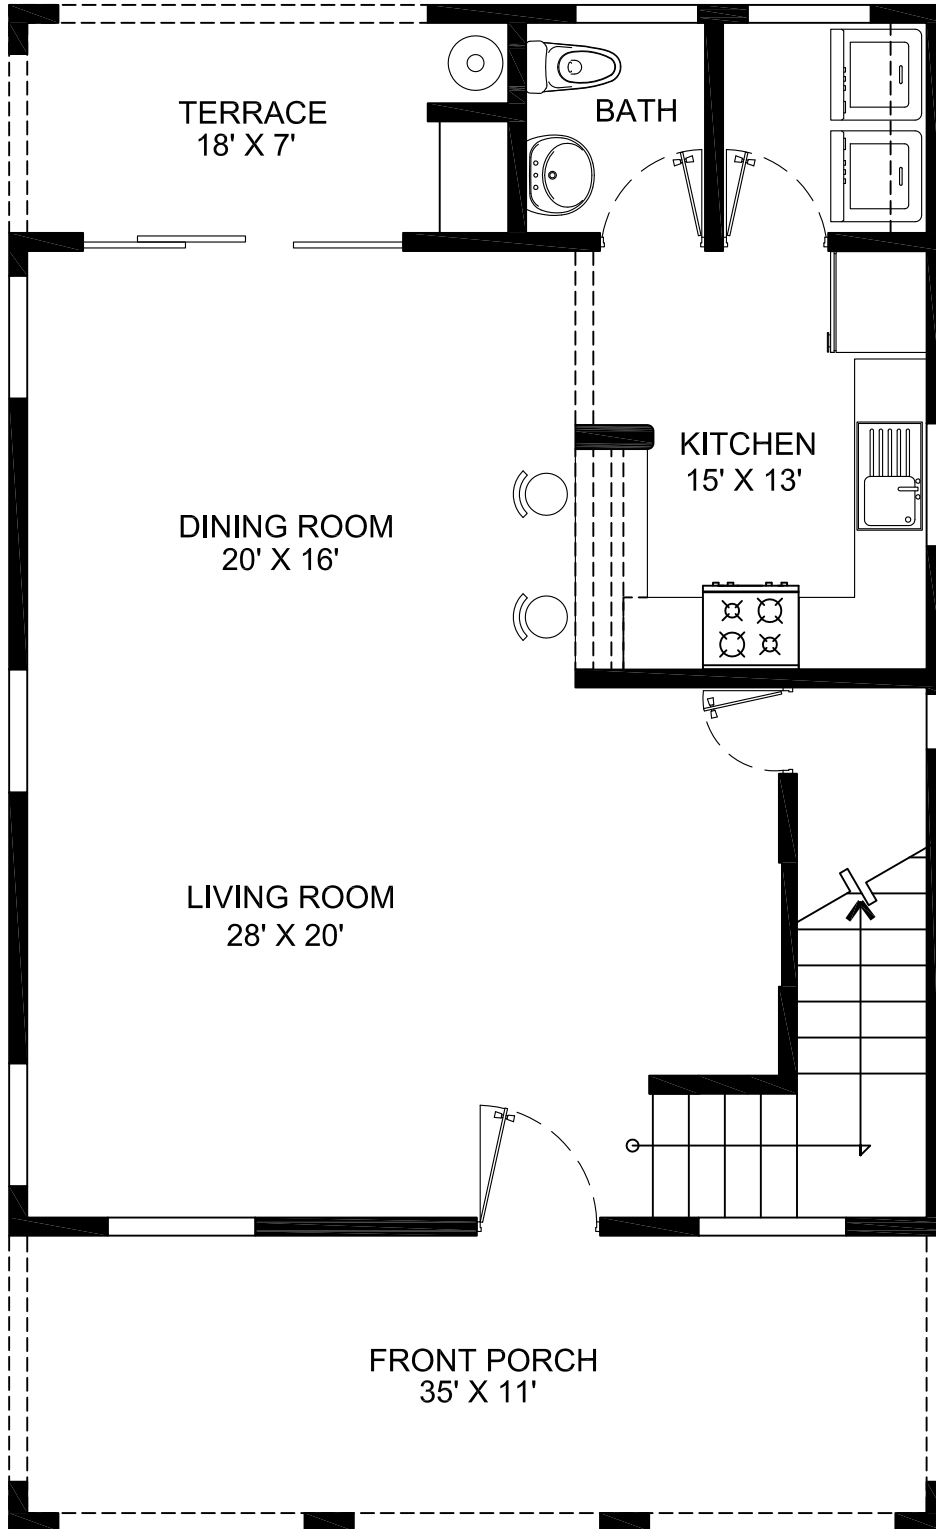 TERRACE
18' X 7'
BATH
KITCHEN
15' X 13'
DINING ROOM
20' X 16'
LIVING ROOM
28' X 20'
FRONT PORCH
35' X 11'